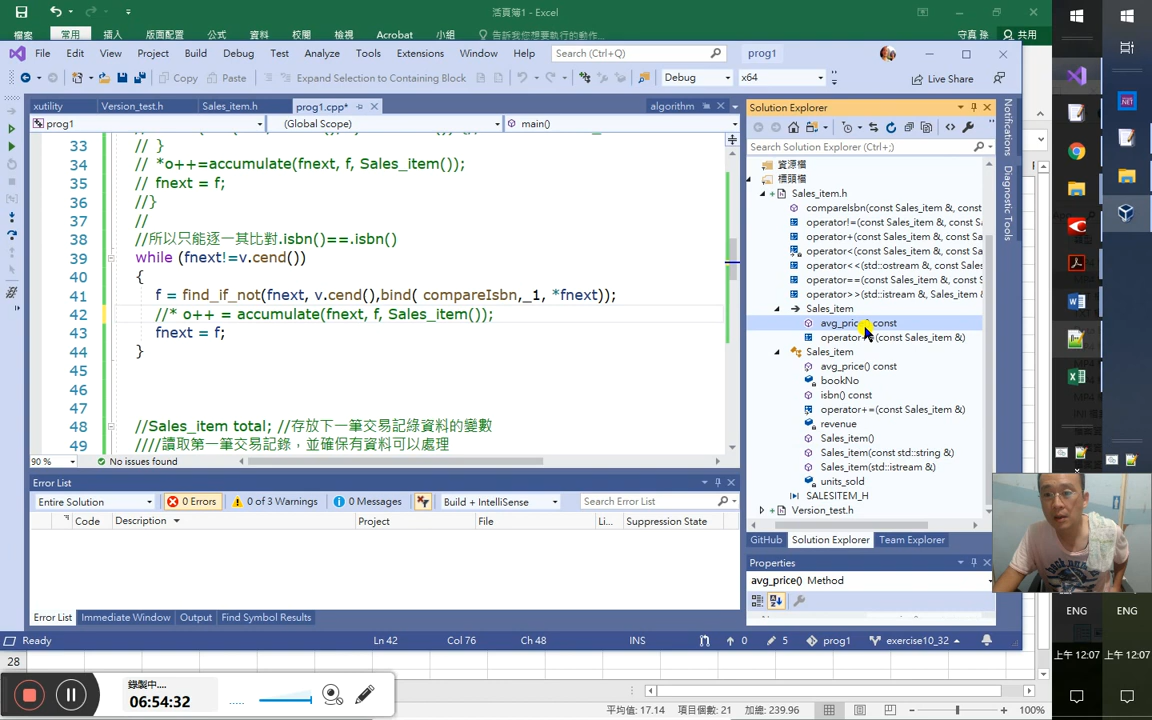 活頁簿1 - Excel
檔案 常用 插入 版面配置 公式 資料 校閱 檢視 Acrobat 小組 告訴我您想要執行的動作... 守真 孫 共用
File Edit View Project Build Debug Test Analyze Tools Extensions Window Help Search (Ctrl+Q) prog1
Copy Paste Expand Selection to Containing Block Debug x64 Live Share
xutility Version_test.h Sales_item.h prog1.cpp* algorithm
prog1 (Global Scope) main()
33 // }
34 // *o++=accumulate(fnext, f, Sales_item());
35 // fnext = f;
36 //}
37 //
38 //所以只能逐一其比對.isbn()==.isbn()
39 while (fnext!=v.cend())
40 {
41 f = find_if_not(fnext, v.cend(),bind( compareIsbn,_1, *fnext));
42 //* o++ = accumulate(fnext, f, Sales_item());
43 fnext = f;
44 }
45
46
47
48 //Sales_item total; //存放下一筆交易記錄資料的變數
49 ////讀取第一筆交易記錄，並確保有資料可以處理
90 % No issues found
Error List
Entire Solution 0 Errors 0 of 3 Warnings 0 Messages Build + IntelliSense Search Error List
Code Description Project File Li... Suppression State
Error List Immediate Window Output Find Symbol Results
Solution Explorer
Search Solution Explorer (Ctrl+;)
資源檔
標頭檔
Sales_item.h
compareIsbn(const Sales_item &, const
operator!=(const Sales_item &, const Sa
operator+(const Sales_item &, const Sa
operator<(const Sales_item &, const Sa
operator<<(std::ostream &, const Sales
operator==(const Sales_item &, const Sa
operator>>(std::istream &, Sales_item &
Sales_item
avg_price() const
(const Sales_item &)
Sales_item
avg_price() const
bookNo
isbn() const
operator+=(const Sales_item &)
revenue
Sales_item()
Sales_item(const std::string &)
Sales_item(std::istream &)
units_sold
SALESITEM_H
Version_test.h
GitHub Solution Explorer Team Explorer
Properties
avg_price() Method
Notifications
Diagnostic Tools
Ready Ln 42 Col 76 Ch 48 INS 0 5 prog1 exercise10_32
28
錄製中...
06:54:32
平均值: 17.14 項目個數: 21 加總: 239.96 100%
ENG ENG
上午 12:07 上午 12:07